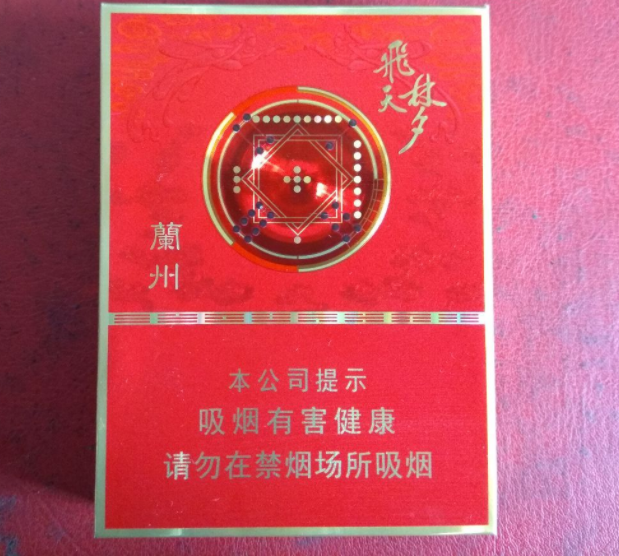 飛天
梦
蘭州
本公司提示
吸烟有害健康
请勿在禁烟场所吸烟